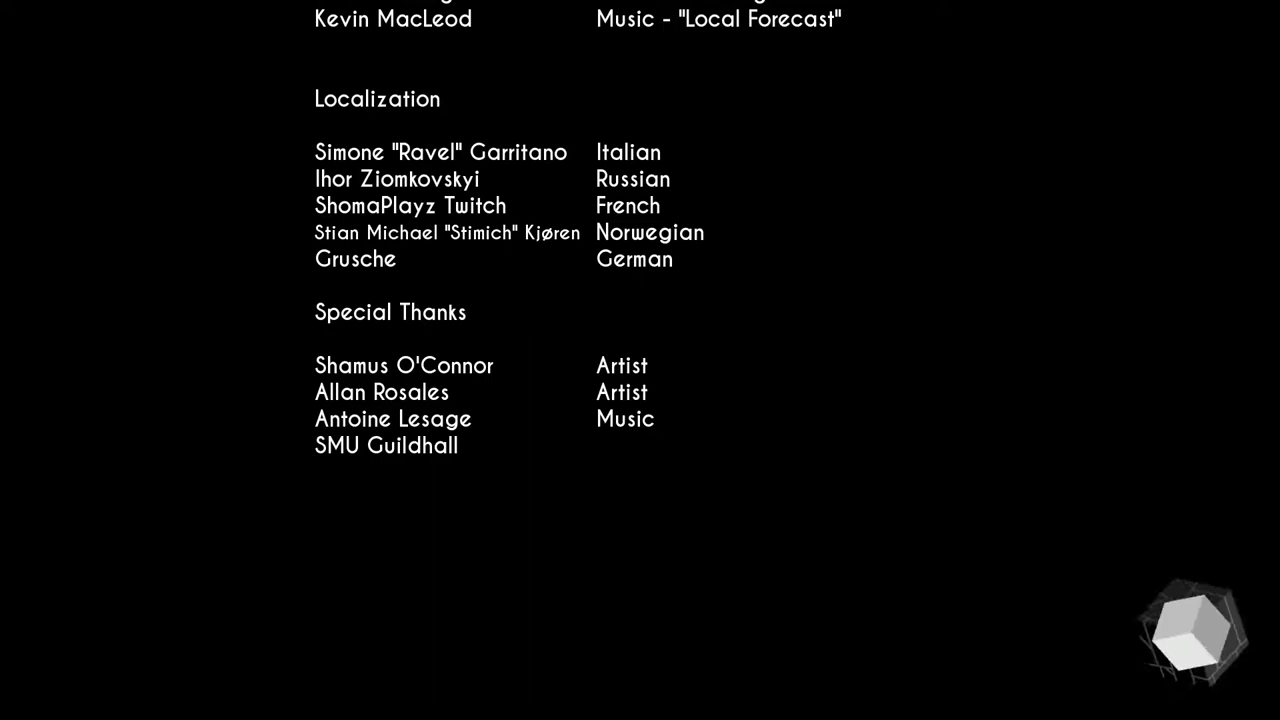 Kevin MacLeod Music - "Local Forecast"
Localization
Simone "Ravel" Garritano Italian
Ihor Ziomkovskyi Russian
ShomaPlayz Twitch French
Stian Michael "Stimich" Kjøren Norwegian
Grusche German
Special Thanks
Shamus O'Connor Artist
Allan Rosales Artist
Antoine Lesage Music
SMU Guildhall